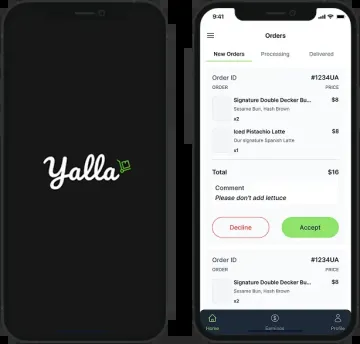 Yalla
9:41
Orders
New Orders Processing Delivered
Order ID #1234UA
ORDER PRICE
Signature Double Decker Bu... $8
Sesame Bun, Hash Brown
x2
Iced Pistachio Latte $8
Our signature Spanish Latte
x1
Total $16
Comment
Please don't add lettuce
Decline Accept
Order ID #1234UA
ORDER PRICE
Signature Double Decker Bu... $8
Sesame Bun, Hash Brown
x2
Home Earnings Profile